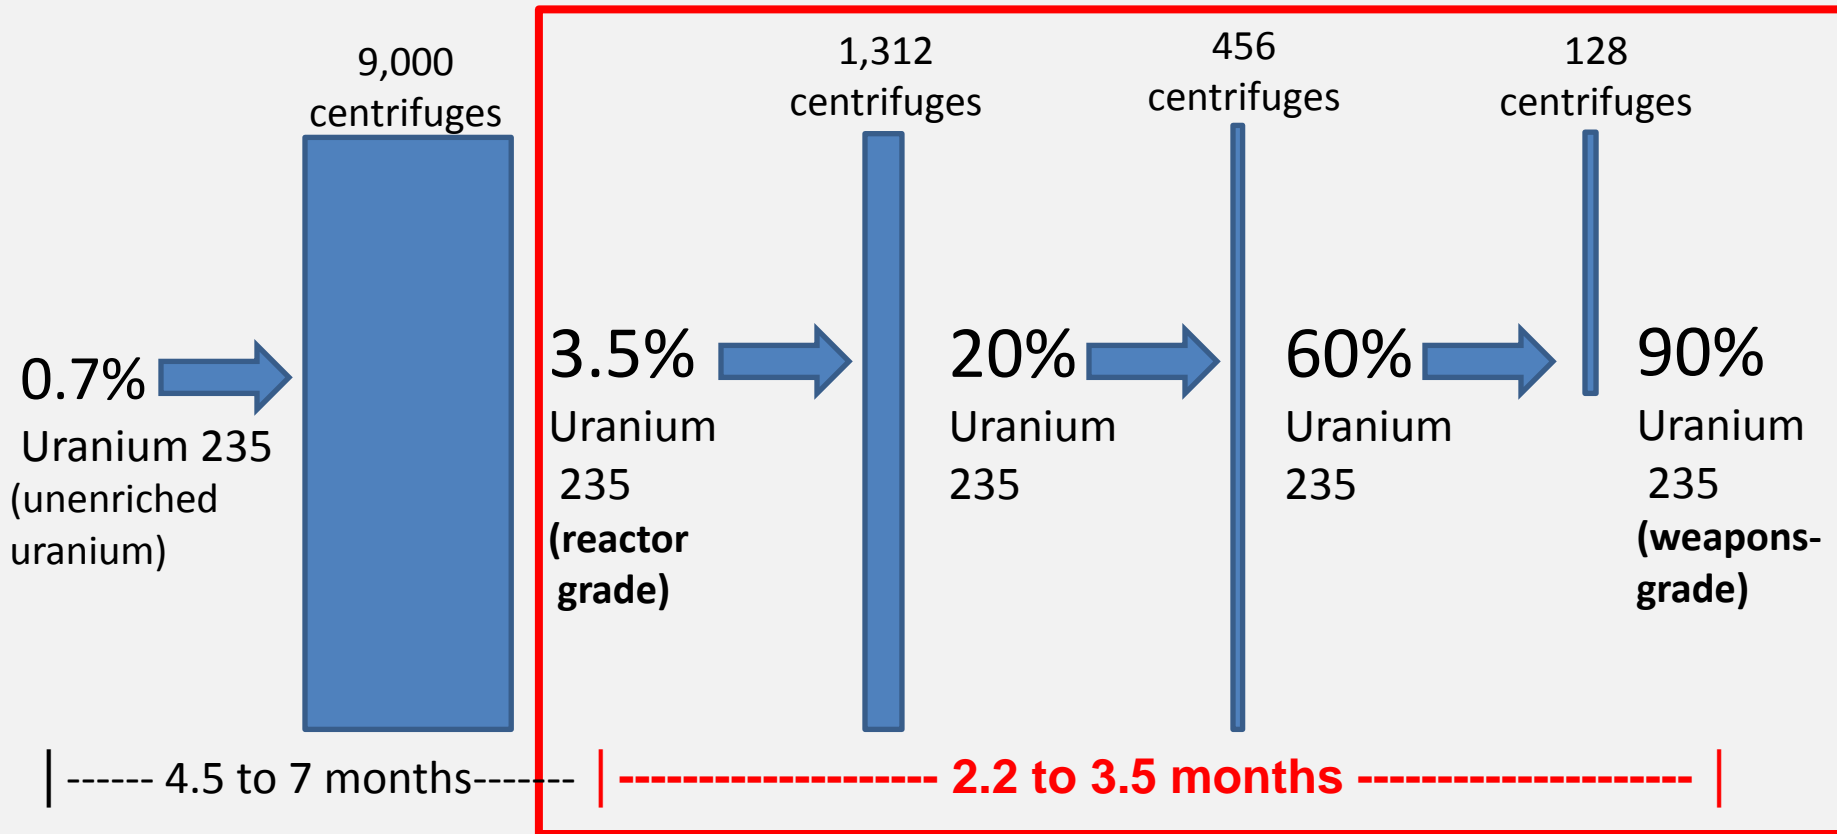 9,000
centrifuges
1,312
centrifuges
456
centrifuges
128
centrifuges
0.7%
Uranium 235
(unenriched
uranium)
3.5%
Uranium
235
(reactor
grade)
20%
Uranium
235
60%
Uranium
235
90%
Uranium
235
(weapons-
grade)
|------ 4.5 to 7 months------- |-------------------- 2.2 to 3.5 months --------------------- |